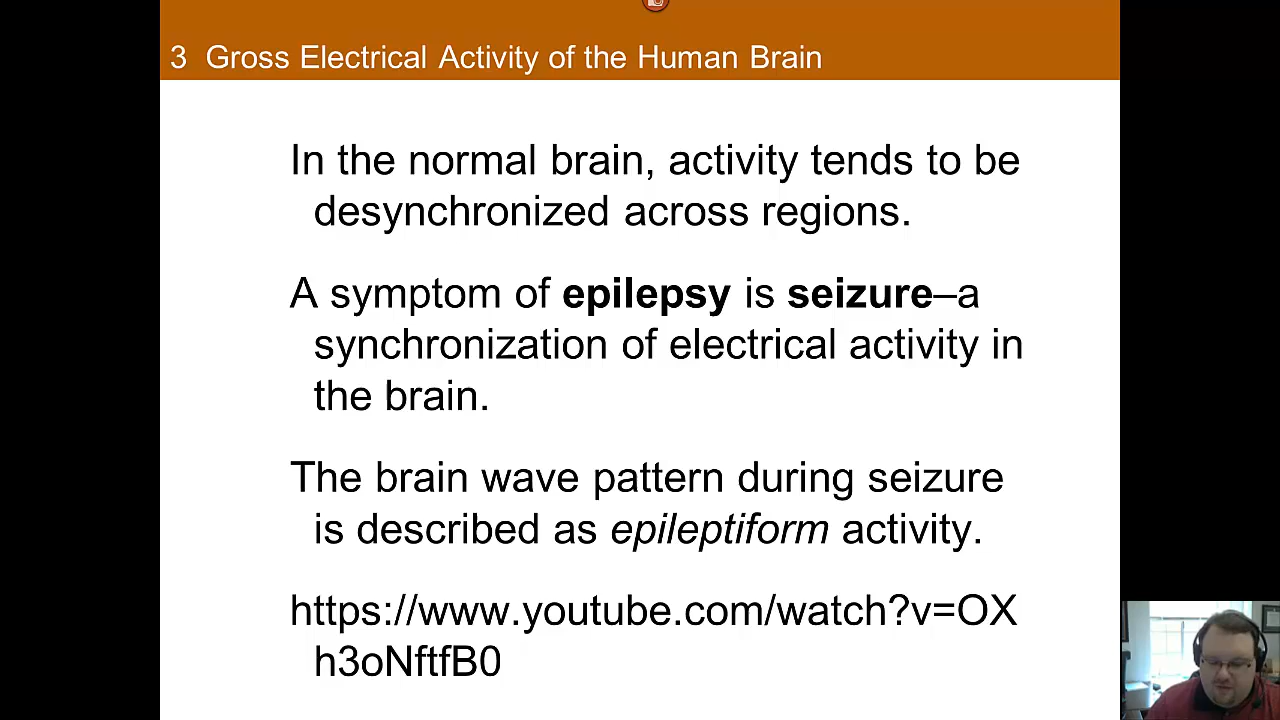 3 Gross Electrical Activity of the Human Brain
In the normal brain, activity tends to be
desynchronized across regions.
A symptom of epilepsy is seizure–a
synchronization of electrical activity in
the brain.
The brain wave pattern during seizure
is described as epileptiform activity.
https://www.youtube.com/watch?v=OX
h3oNftfB0